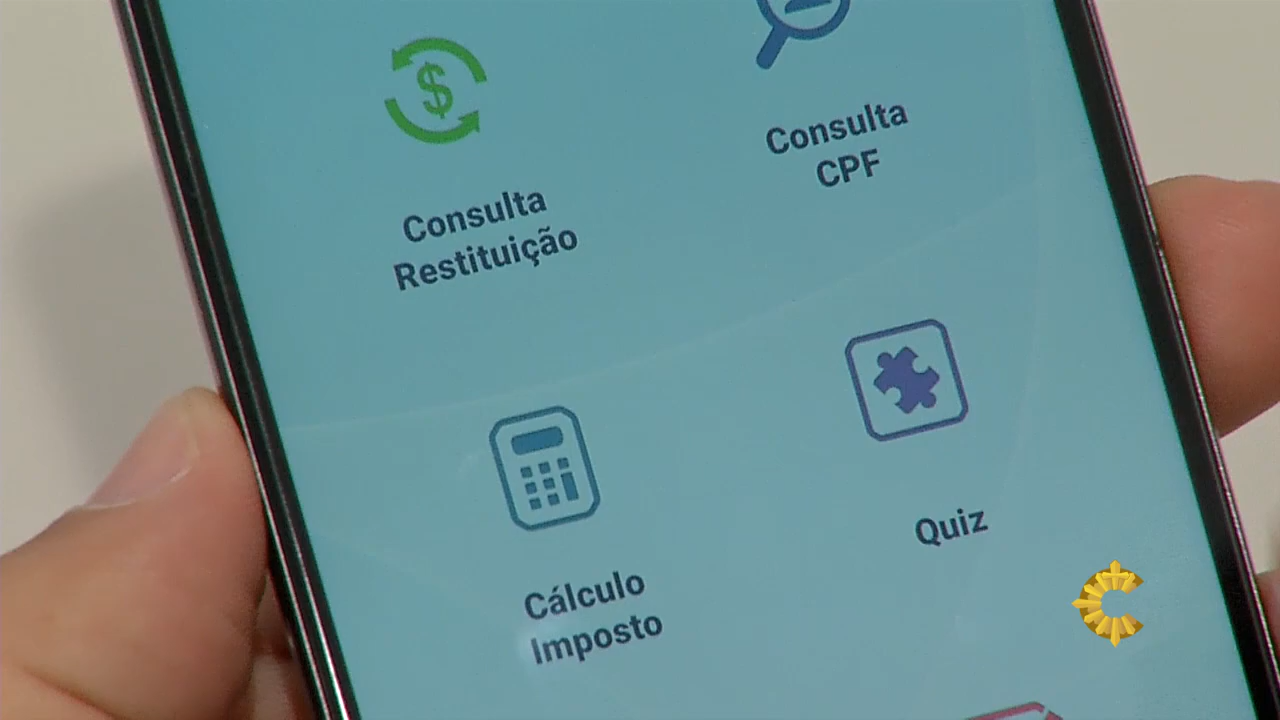 Consulta
Restituição
Consulta
CPF
Cálculo
Imposto
Quiz